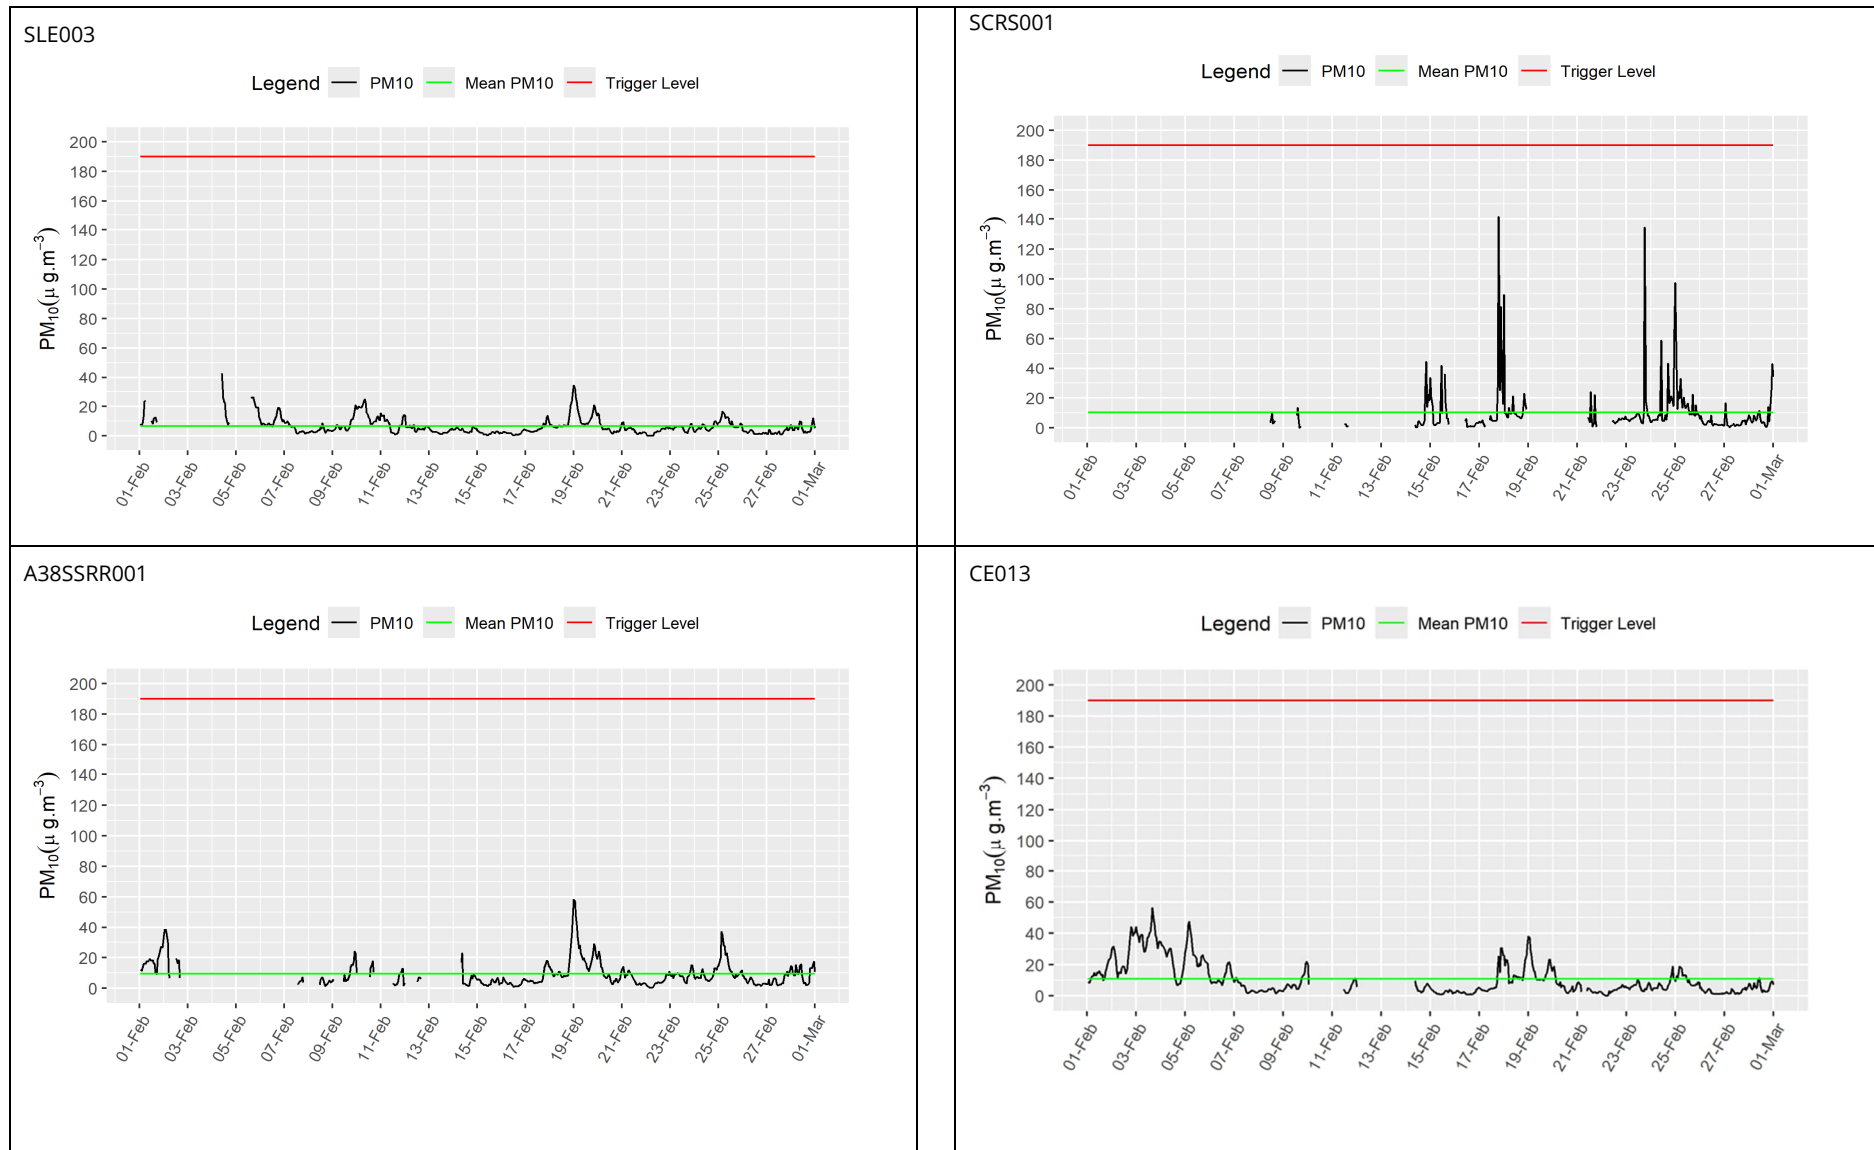 SLE003
Legend PM10 Mean PM10 Trigger Level
200
180
160
140
120
100
80
60
40
20
0
PM₁₀(μ g.m⁻³)
01-Feb 03-Feb 05-Feb 07-Feb 09-Feb 11-Feb 13-Feb 15-Feb 17-Feb 19-Feb 21-Feb 23-Feb 25-Feb 27-Feb 01-Mar
SCRS001
Legend PM10 Mean PM10 Trigger Level
200
180
160
140
120
100
80
60
40
20
0
PM₁₀(μ g.m⁻³)
01-Feb 03-Feb 05-Feb 07-Feb 09-Feb 11-Feb 13-Feb 15-Feb 17-Feb 19-Feb 21-Feb 23-Feb 25-Feb 27-Feb 01-Mar
A38SSRR001
Legend PM10 Mean PM10 Trigger Level
200
180
160
140
120
100
80
60
40
20
0
PM₁₀(μ g.m⁻³)
01-Feb 03-Feb 05-Feb 07-Feb 09-Feb 11-Feb 13-Feb 15-Feb 17-Feb 19-Feb 21-Feb 23-Feb 25-Feb 27-Feb 01-Mar
CE013
Legend PM10 Mean PM10 Trigger Level
200
180
160
140
120
100
80
60
40
20
0
PM₁₀(μ g.m⁻³)
01-Feb 03-Feb 05-Feb 07-Feb 09-Feb 11-Feb 13-Feb 15-Feb 17-Feb 19-Feb 21-Feb 23-Feb 25-Feb 27-Feb 01-Mar